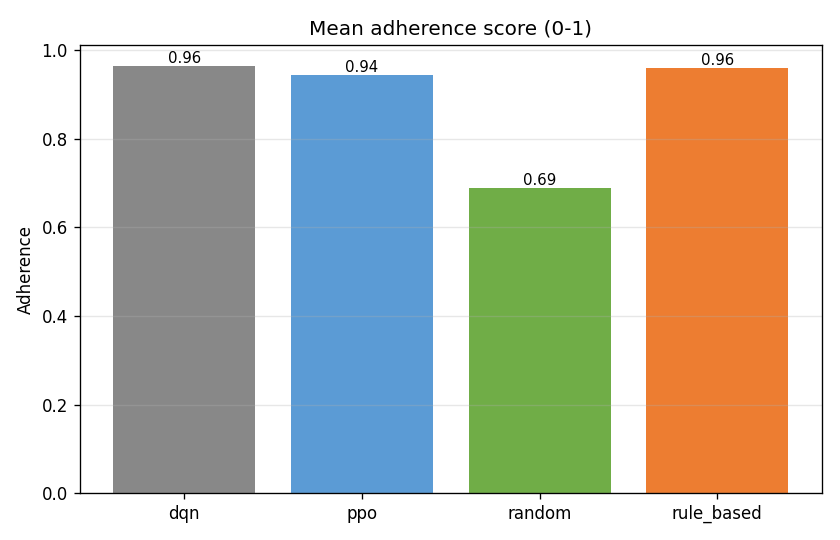 Mean adherence score (0-1)
Adherence
1.0
0.8
0.6
0.4
0.2
0.0
0.96
0.94
0.69
0.96
dqn
ppo
random
rule_based